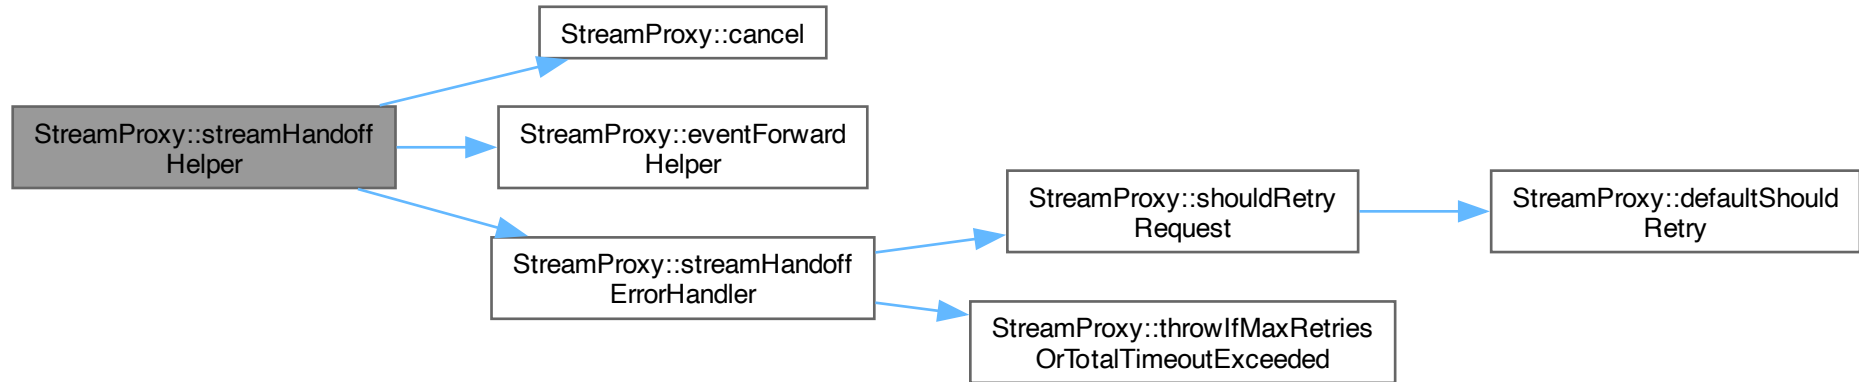 StreamProxy::cancel
StreamProxy::streamHandoff
Helper
StreamProxy::eventForward
Helper
StreamProxy::streamHandoff
ErrorHandler
StreamProxy::shouldRetry
Request
StreamProxy::defaultShould
Retry
StreamProxy::throwIfMaxRetries
OrTotalTimeoutExceeded